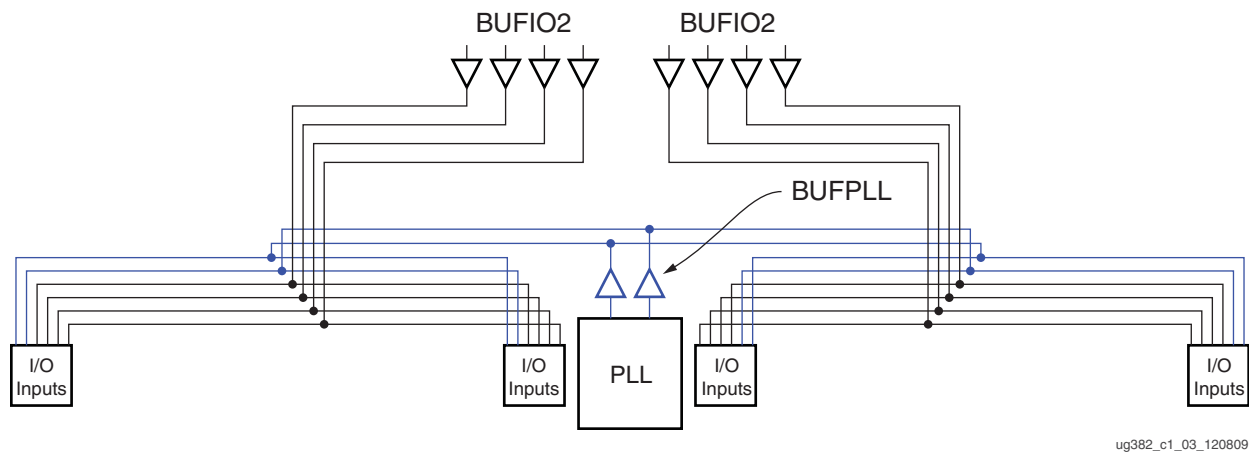 BUFIO2
BUFIO2
BUFPLL
I/O
Inputs
I/O
Inputs
PLL
I/O
Inputs
I/O
Inputs
ug382_c1_03_120809